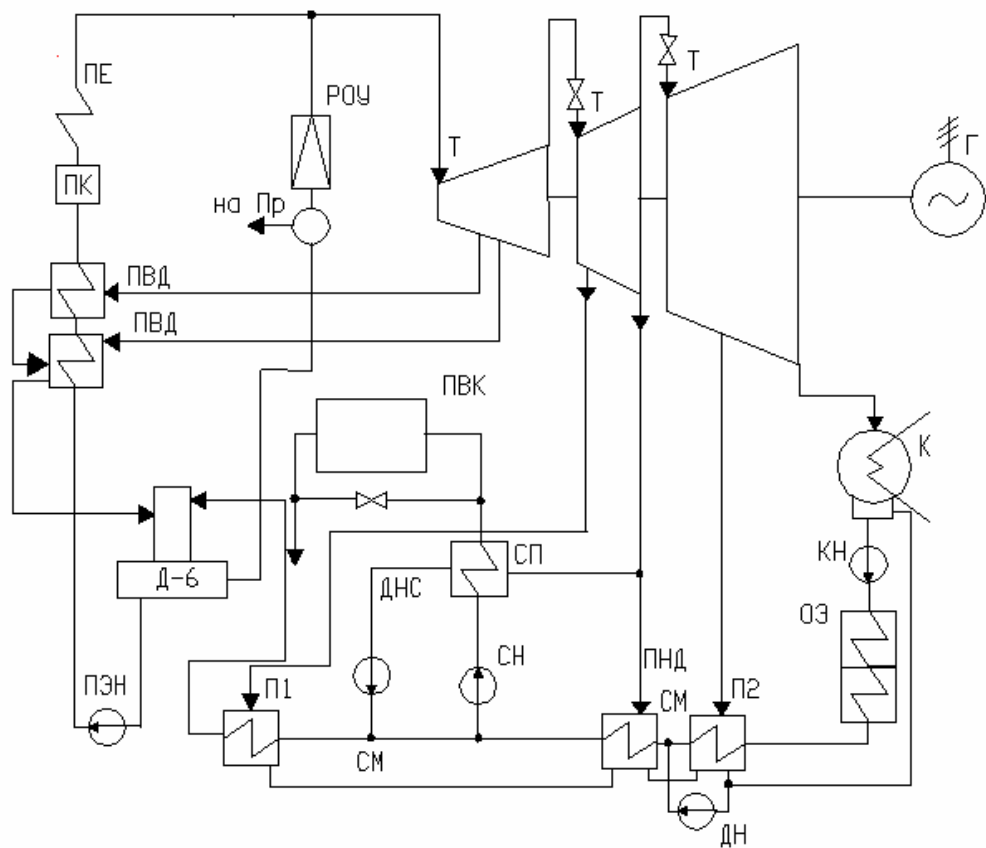 ПЕ
РОУ
Т
Т
Т
Г
ПК
на Пр
ПВД
ПВД
ПВК
К
Д-6
ДНС
СП
КН
ОЭ
СН
ПНД
ПЭН
П1
СМ
П2
СМ
ДН